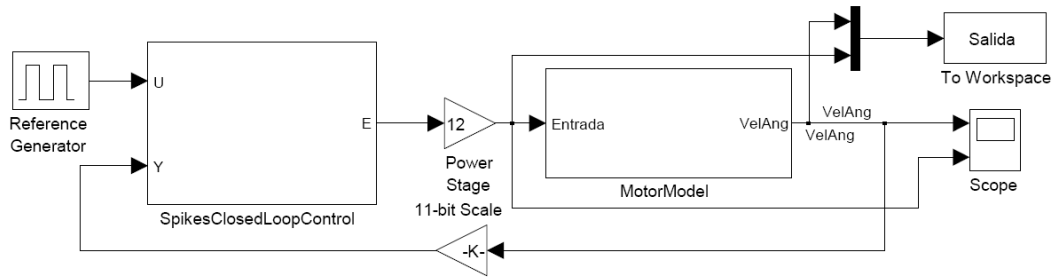 Salida
To Workspace
U
Reference
Generator
E
12
Entrada
VelAng
VelAng
VelAng
Y
Power
Stage
MotorModel
Scope
SpikesClosedLoopControl
11-bit Scale
-K-